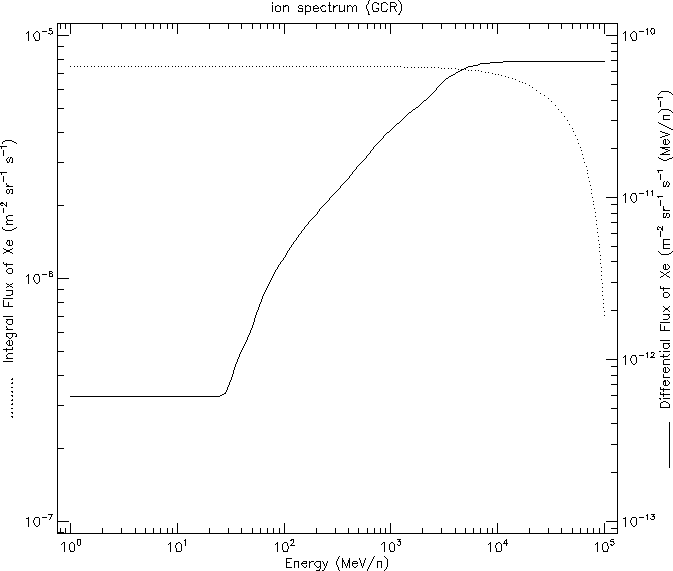 ion spectrum (GCR)
10⁻⁵
10⁻⁶
10⁻⁷
Integral Flux of Xe (m⁻² sr⁻¹ s⁻¹)
10⁻¹⁰
10⁻¹¹
10⁻¹²
10⁻¹³
Differential Flux of Xe (m⁻² sr⁻¹ s⁻¹ (MeV/n)⁻¹)
10⁰ 10¹ 10² 10³ 10⁴ 10⁵
Energy (MeV/n)